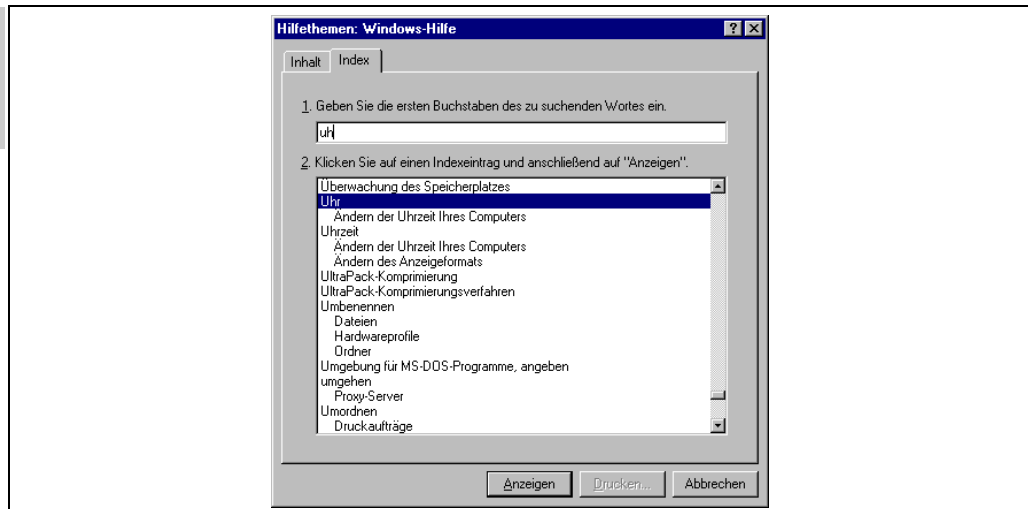 Hilfethemen: Windows-Hilfe
Inhalt Index
1. Geben Sie die ersten Buchstaben des zu suchenden Wortes ein.
uh
2. Klicken Sie auf einen Indexeintrag und anschließend auf "Anzeigen".
Überwachung des Speicherplatzes
Uhr
Ändern der Uhrzeit Ihres Computers
Uhrzeit
Ändern der Uhrzeit Ihres Computers
Ändern des Anzeigeformats
UltraPack-Komprimierung
UltraPack-Komprimierungsverfahren
Umbenennen
Dateien
Hardwareprofile
Ordner
Umgebung für MS-DOS-Programme, angeben
umgehen
Proxy-Server
Umordnen
Druckaufträge
Anzeigen Drucken... Abbrechen